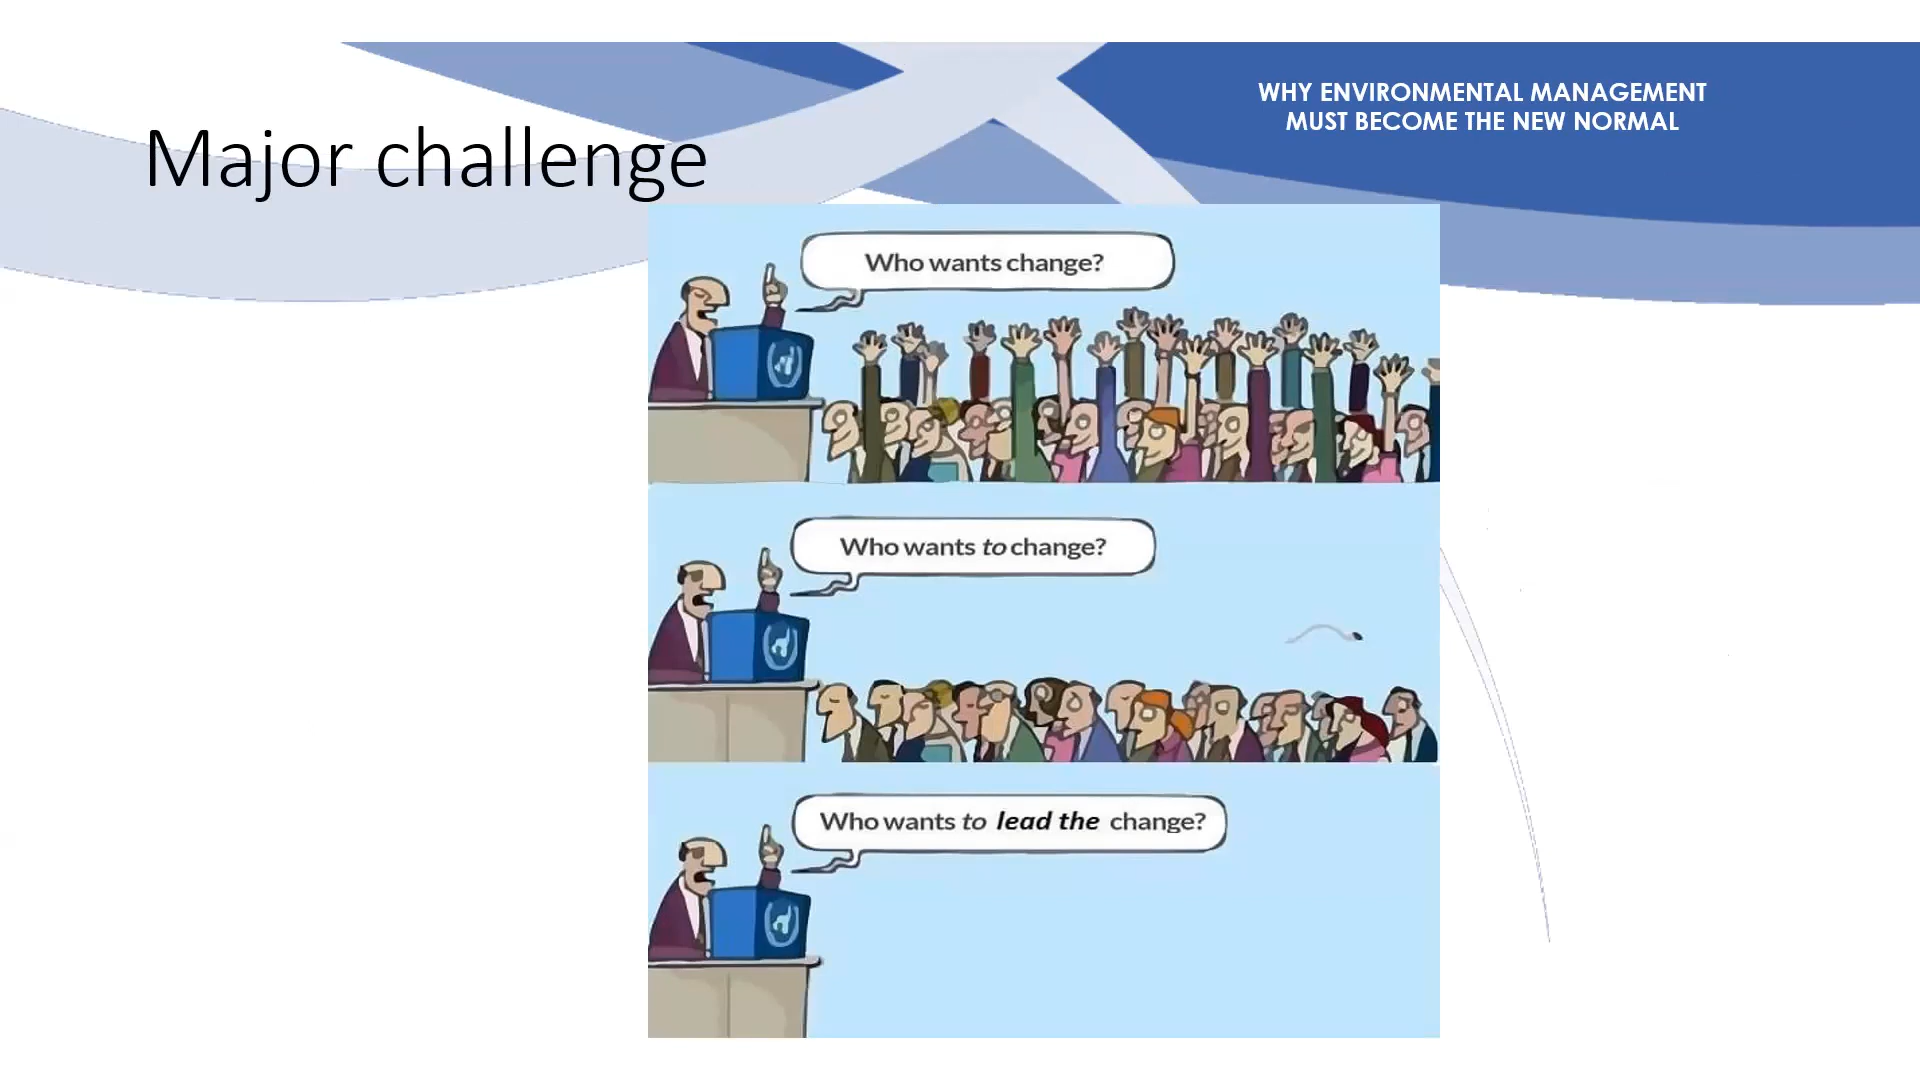 WHY ENVIRONMENTAL MANAGEMENT
MUST BECOME THE NEW NORMAL
Major challenge
Who wants change?
Who wants to change?
Who wants to lead the change?